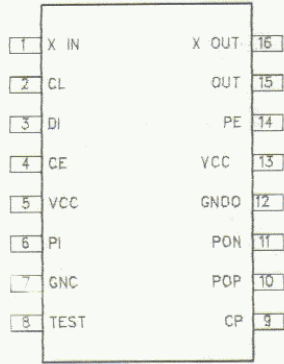 1 X IN X OUT 16
2 CL OUT 15
3 DI PE 14
4 CE VCC 13
5 VCC GNDO 12
6 PI PON 11
7 GNC POP 10
8 TEST CP 9